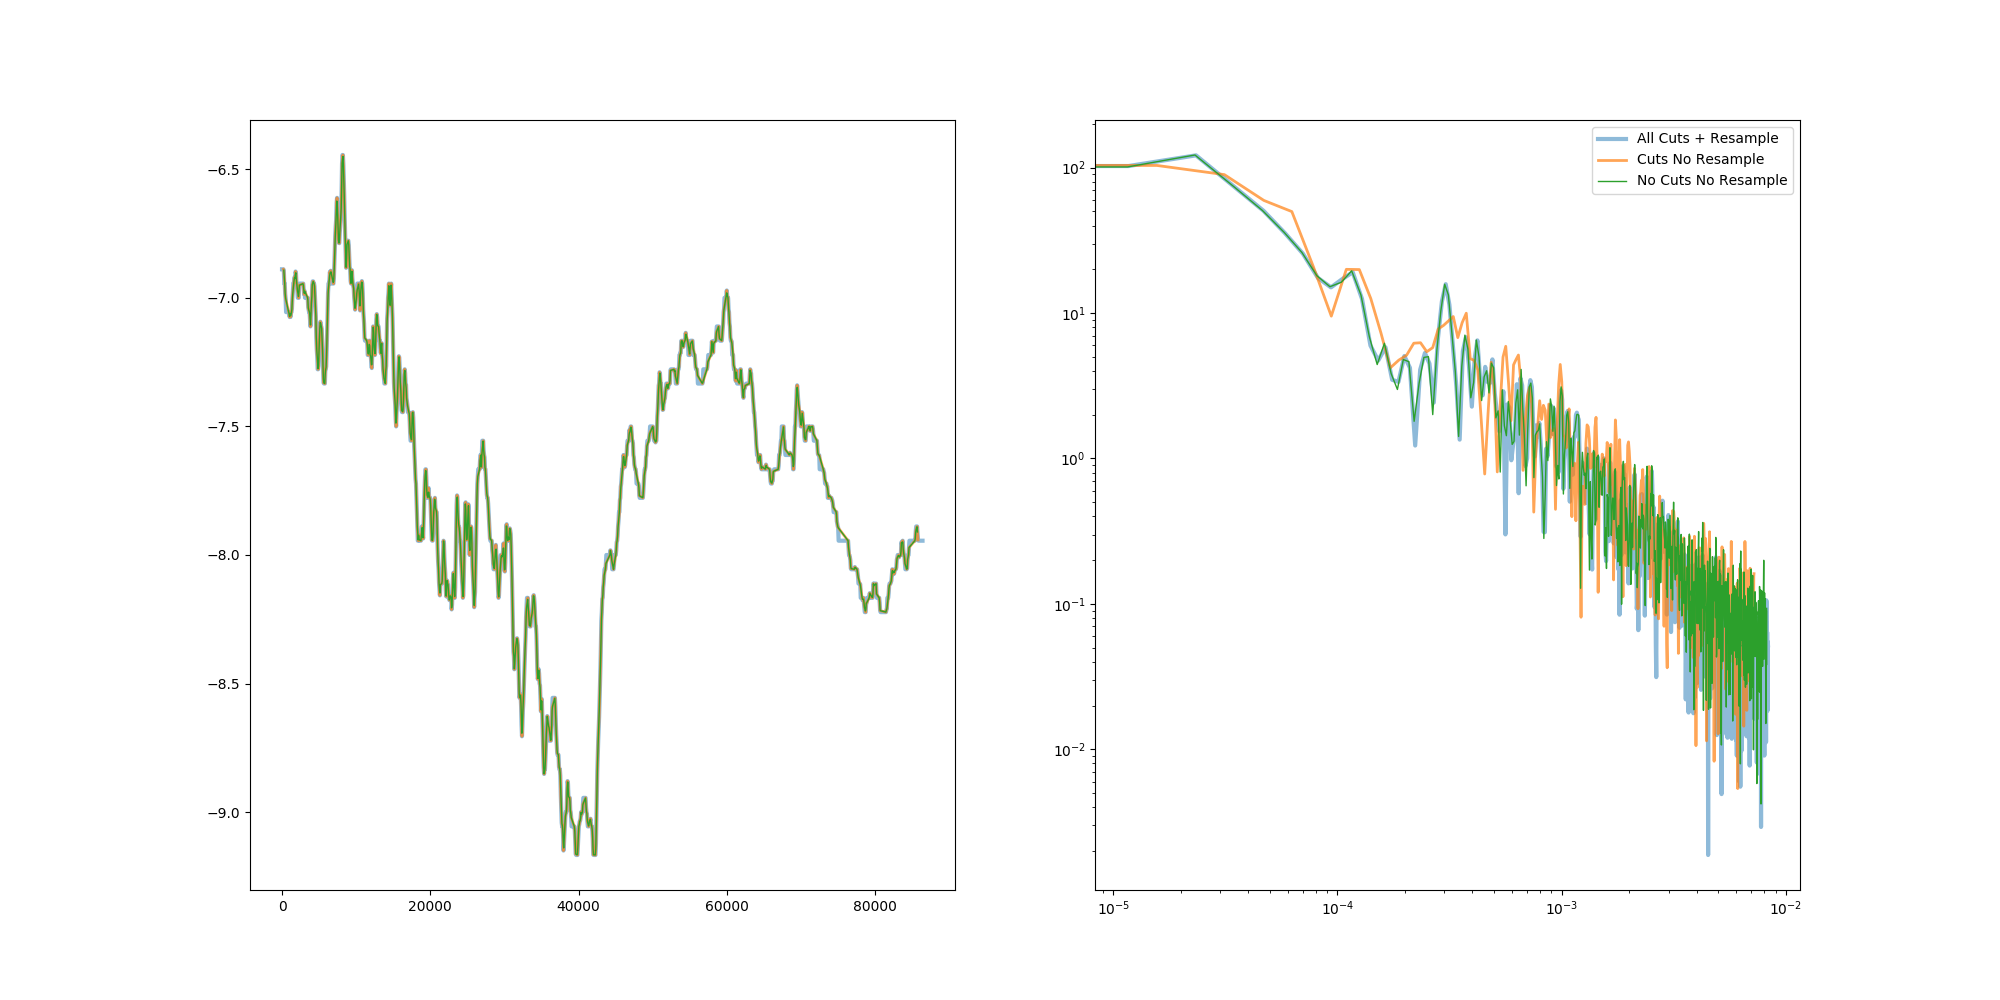 −6.5
−7.0
−7.5
−8.0
−8.5
−9.0
0 20000 40000 60000 80000
All Cuts + Resample
Cuts No Resample
No Cuts No Resample
10²
10¹
10⁰
10⁻¹
10⁻²
10⁻⁵ 10⁻⁴ 10⁻³ 10⁻²